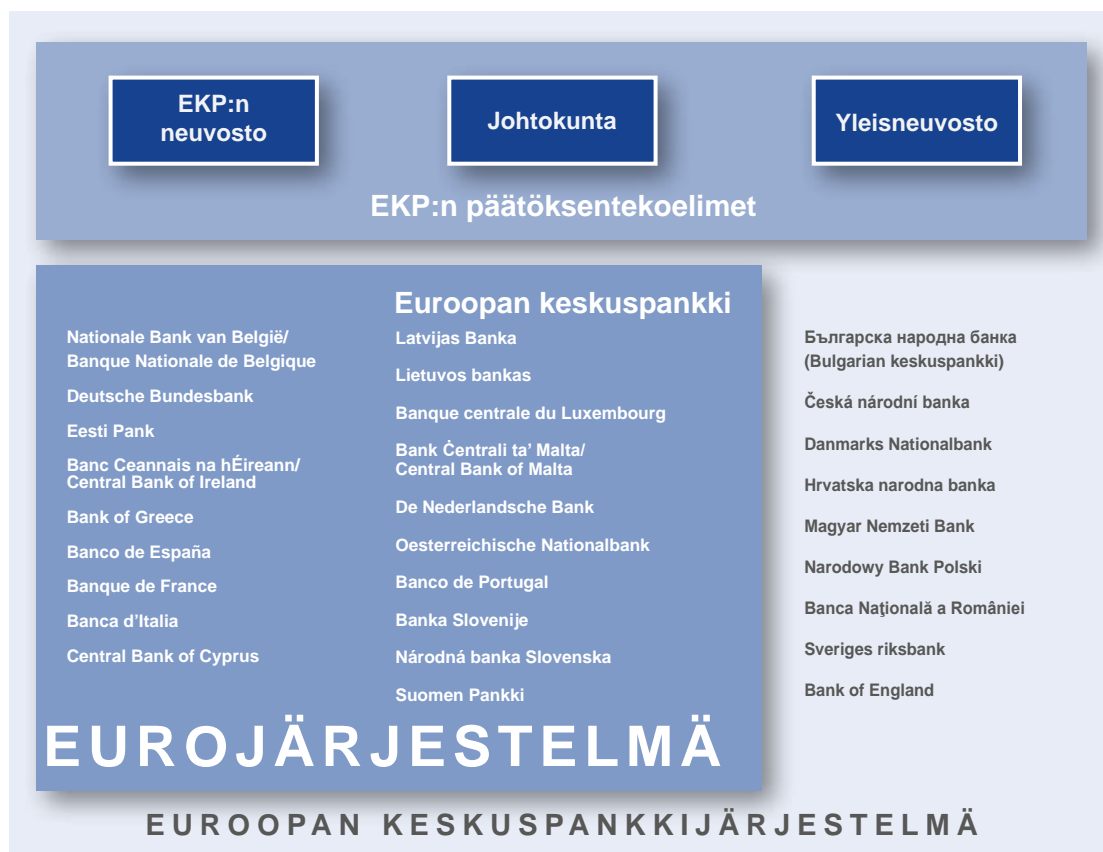 EKP:n
neuvosto
Johtokunta
Yleisneuvosto
EKP:n päätöksentekoelimet
Euroopan keskuspankki
Nationale Bank van België/
Banque Nationale de Belgique
Deutsche Bundesbank
Eesti Pank
Banc Ceannais na hÉireann/
Central Bank of Ireland
Bank of Greece
Banco de España
Banque de France
Banca d’Italia
Central Bank of Cyprus
Latvijas Banka
Lietuvos bankas
Banque centrale du Luxembourg
Bank Ċentrali ta’ Malta/
Central Bank of Malta
De Nederlandsche Bank
Oesterreichische Nationalbank
Banco de Portugal
Banka Slovenije
Národná banka Slovenska
Suomen Pankki
Българска народна банка
(Bulgarian keskuspankki)
Česká národní banka
Danmarks Nationalbank
Hrvatska narodna banka
Magyar Nemzeti Bank
Narodowy Bank Polski
Banca Naţională a României
Sveriges riksbank
Bank of England
EUROJÄRJESTELMÄ
EUROOPAN KESKUSPANKKIJÄRJESTELMÄ